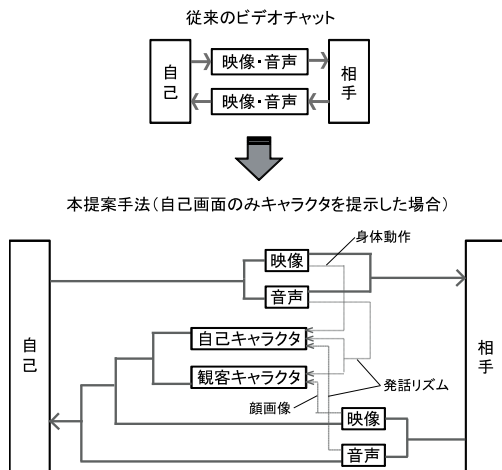 従来のビデオチャット
自己
映像・音声
映像・音声
相手
本提案手法(自己画面のみキャラクタを提示した場合)
身体動作
映像
音声
自己
自己キャラクタ
観客キャラクタ
相手
発話リズム
顔画像
映像
音声